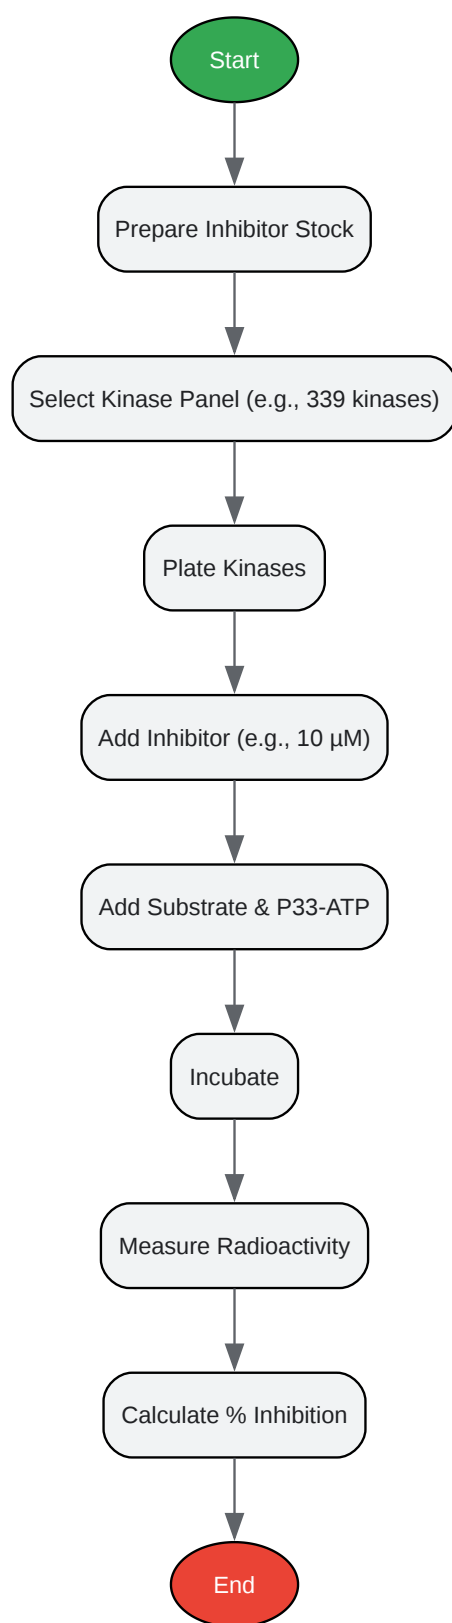 Start
Prepare Inhibitor Stock
Select Kinase Panel (e.g., 339 kinases)
Plate Kinases
Add Inhibitor (e.g., 10 µM)
Add Substrate & P33-ATP
Incubate
Measure Radioactivity
Calculate % Inhibition
End